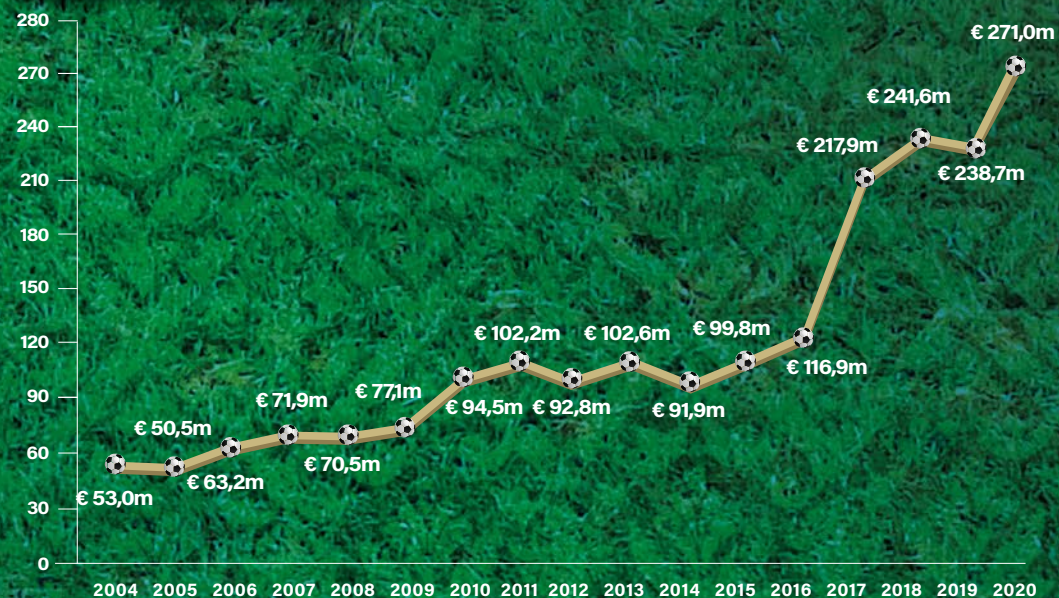 280
270
240
210
180
150
120
90
60
30
0
€ 53,0m
€ 50,5m
€ 63,2m
€ 71,9m
€ 70,5m
€ 77,1m
€ 94,5m
€ 102,2m
€ 92,8m
€ 102,6m
€ 91,9m
€ 99,8m
€ 116,9m
€ 217,9m
€ 241,6m
€ 238,7m
€ 271,0m
2004 2005 2006 2007 2008 2009 2010 2011 2012 2013 2014 2015 2016 2017 2018 2019 2020